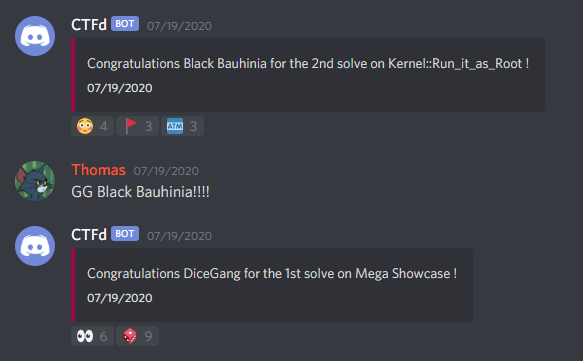 CTFd BOT 07/19/2020
Congratulations Black Bauhinia for the 2nd solve on Kernel::Run_it_as_Root !
07/19/2020
4 3 ATM 3
Thomas 07/19/2020
GG Black Bauhinia!!!!
CTFd BOT 07/19/2020
Congratulations DiceGang for the 1st solve on Mega Showcase !
07/19/2020
6 9